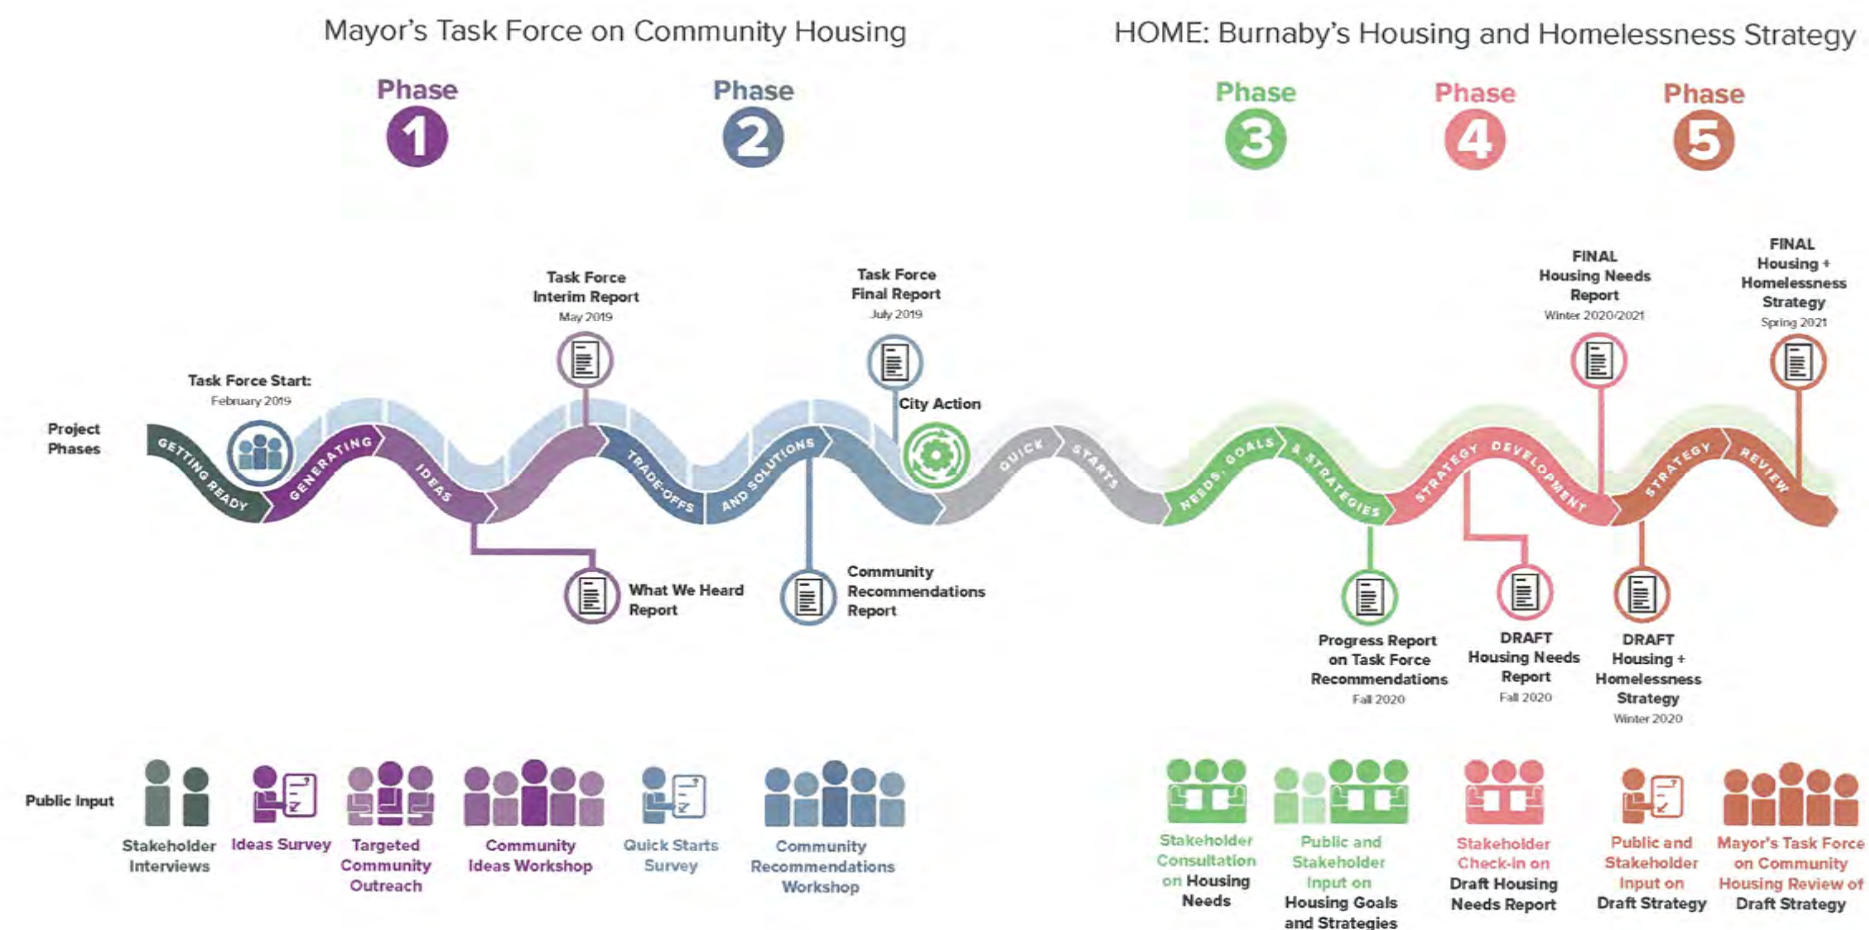 Mayor's Task Force on Community Housing
HOME: Burnaby's Housing and Homelessness Strategy
Phase
1
Phase
2
Phase
3
Phase
4
Phase
5
Task Force Start:
February 2019
Task Force
Interim Report
May 2019
Task Force
Final Report
July 2019
City Action
FINAL
Housing Needs
Report
Winter 2020/2021
FINAL
Housing +
Homelessness
Strategy
Spring 2021
Project
Phases
GETTING READY
GENERATING
IDEAS
TRADE-OFFS
AND SOLUTIONS
QUICK
STARTS
NEEDS, GOALS
& STRATEGIES
STRATEGY DEVELOPMENT
STRATEGY
REVIEW
What We Heard
Report
Community
Recommendations
Report
Progress Report
on Task Force
Recommendations
Fall 2020
DRAFT
Housing Needs
Report
Fall 2020
DRAFT
Housing +
Homelessness
Strategy
Winter 2020
Public Input
Stakeholder
Interviews
Ideas Survey
Targeted
Community
Outreach
Community
Ideas Workshop
Quick Starts
Survey
Community
Recommendations
Workshop
Stakeholder
Consultation
on Housing
Needs
Public and
Stakeholder
Input on
Housing Goals
and Strategies
Stakeholder
Check-in on
Draft Housing
Needs Report
Public and
Stakeholder
Input on
Draft Strategy
Mayor's Task Force
on Community
Housing Review of
Draft Strategy